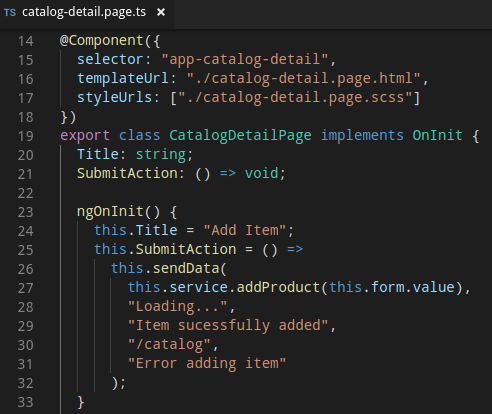 TS catalog-detail.page.ts ×
14 @Component({
15   selector: "app-catalog-detail",
16   templateUrl: "./catalog-detail.page.html",
17   styleUrls: ["./catalog-detail.page.scss"]
18 })
19 export class CatalogDetailPage implements OnInit {
20   Title: string;
21   SubmitAction: () => void;
22
23   ngOnInit() {
24     this.Title = "Add Item";
25     this.SubmitAction = () =>
26       this.sendData(
27         this.service.addProduct(this.form.value),
28         "Loading...",
29         "Item sucessfully added",
30         "/catalog",
31         "Error adding item"
32       );
33   }